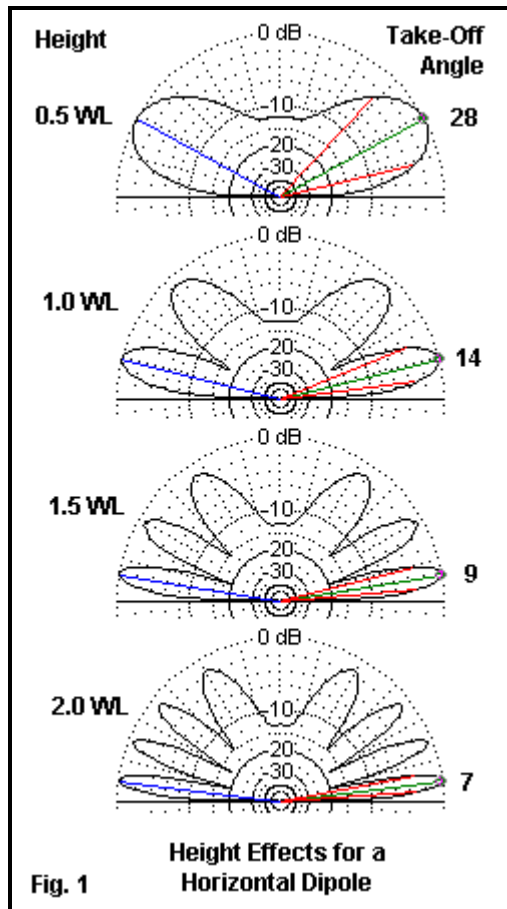 Height
0 dB
Take-Off
Angle
-10
0.5 WL
28
20
30
0 dB
1.0 WL
-10
14
20
30
0 dB
1.5 WL
-10
20
9
30
0 dB
2.0 WL
-10
20
7
30
Height Effects for a
Fig. 1
Horizontal Dipole